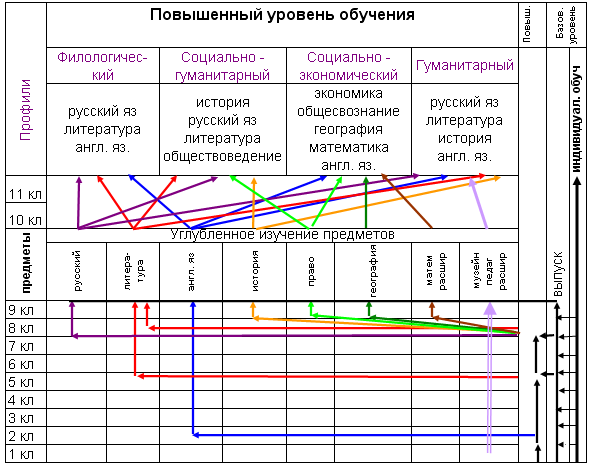 Повышенный уровень обучения
Повыш.
Базов.
уровень
Профили
Филологичес-
кий
Социально -
гуманитарный
Социально -
экономический
Гуманитарный
русский яз
литература
англ. яз.
история
русский яз
литература
обществоведение
экономика
обществознание
география
математика
англ яз.
русский яз
литература
история
англ яз.
индивидуал. обуч
11 кл
10 кл
Углубленное изучение предметов
предметы
русский
литера-
тура
англ. яз
история
право
география
матем
расшир
музейн
педаг
расшир
ВЫПУСК
9 кл
8 кл
7 кл
6 кл
5 кл
4 кл
3 кл
2 кл
1 кл